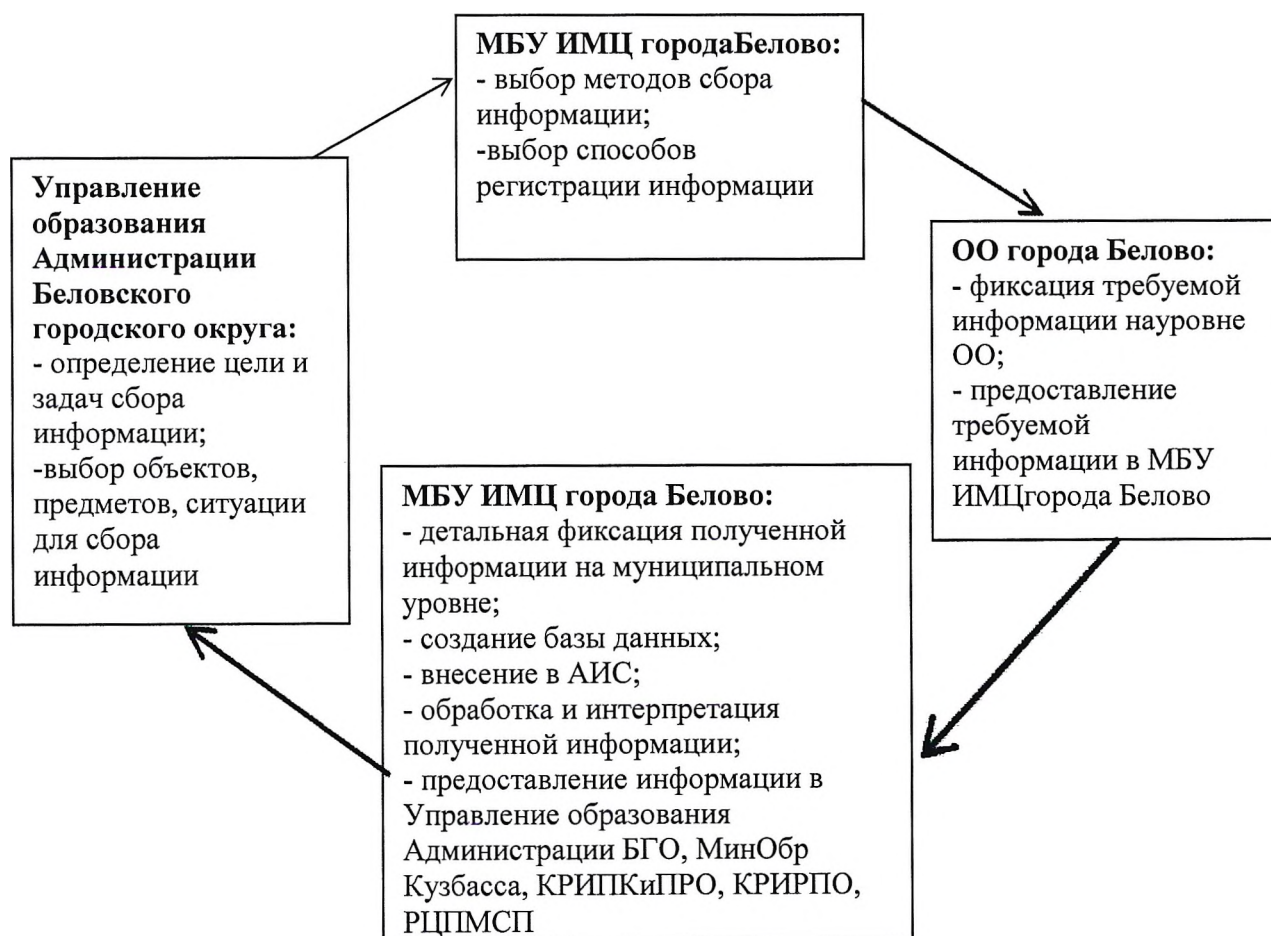 МБУ ИМЦ городаБелово:
- выбор методов сбора
информации;
-выбор способов
регистрации информации
Управление
образования
Администрации
Беловского
городского округа:
- определение цели и
задач сбора
информации;
-выбор объектов,
предметов, ситуации
для сбора
информации
ОО города Белово:
- фиксация требуемой
информации науровне
ОО;
- предоставление
требуемой
информации в МБУ
ИМЦгорода Белово
МБУ ИМЦ города Белово:
- детальная фиксация полученной
информации на муниципальном
уровне;
- создание базы данных;
- внесение в АИС;
- обработка и интерпретация
полученной информации;
- предоставление информации в
Управление образования
Администрации БГО, МинОбр
Кузбасса, КРИПКиПРО, КРИРПО,
РЦПМСП